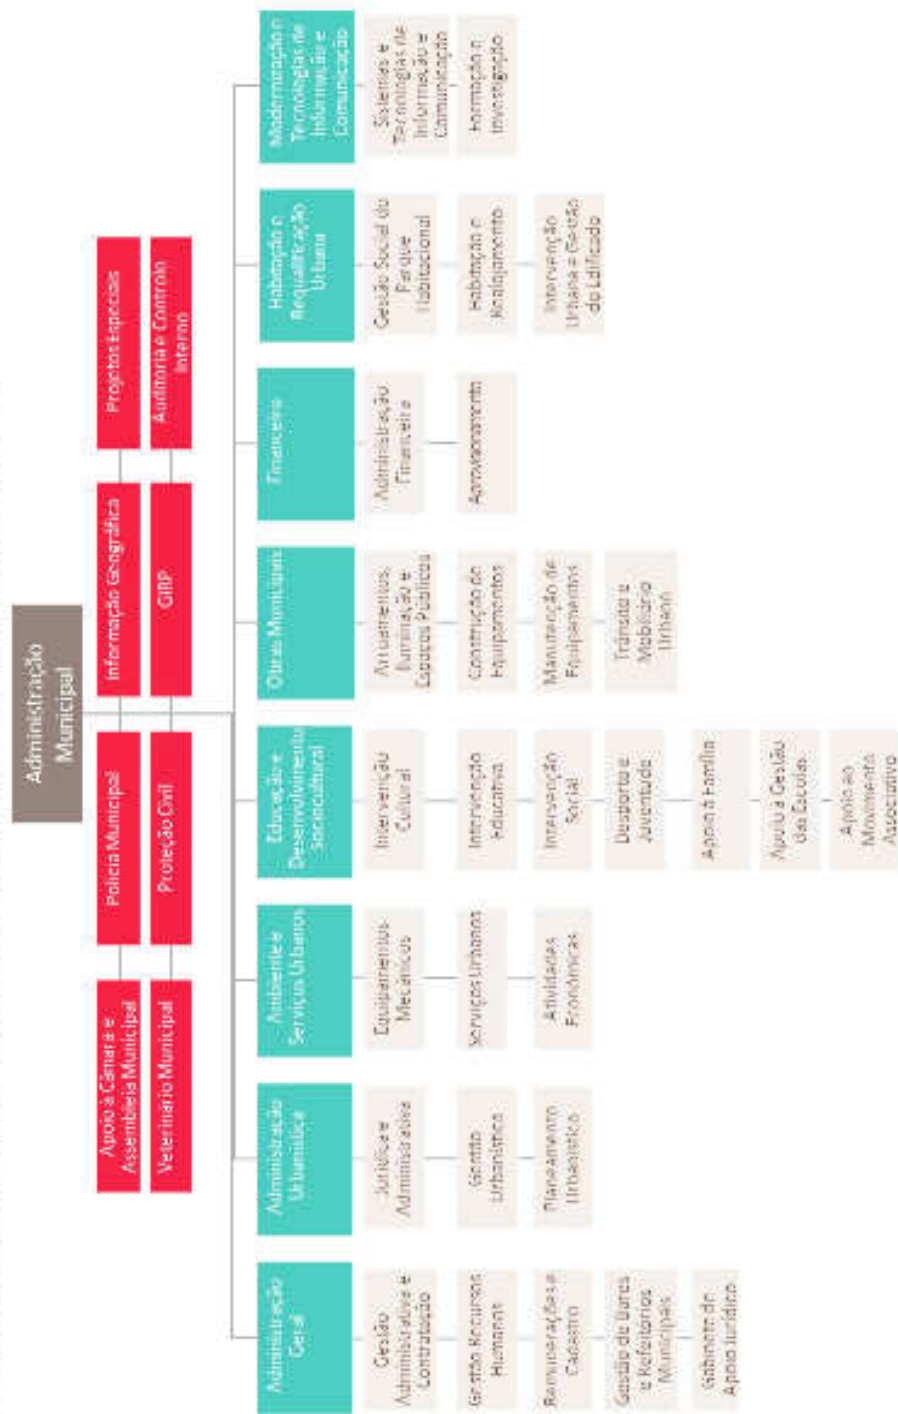 Administração
Municipal
Apoio à Câmara e
Assembleia Municipal
Polícia Municipal
Informação Geográfica
Projetos Especiais
Veterinário Municipal
Proteção Civil
GIRP
Auditoria e Controlo
Interno
Administração
Geral
Gestão
Administrativa e
Contratação
Gestão Recursos
Humanos
Remunerações e
Cadastro
Gestão de Bares
e Refeitórios
Municipais
Gabinete de
Apoio Jurídico
Administração
Urbanística
Jurídica e
Administrativa
Gestão
Urbanística
Planeamento
Urbanístico
Ambiente e
Serviços Urbanos
Equipamentos
Mecânicos
Serviços Urbanos
Atividades
Económicas
Educação e
Desenvolvimento
Sociocultural
Intervenção
Cultural
Intervenção
Educativa
Intervenção
Social
Desporto e
Juventude
Apoio à Família
Apoio à Gestão
das Escolas
Apoio ao
Movimento
Associativo
Obras Municipais
Arruamentos,
Iluminação e
Espaços Públicos
Construção de
Equipamentos
Manutenção de
Equipamentos
Trânsito e
Mobiliário
Urbano
Financeiro
Administração
Financeira
Aprovisionamento
Habitação e
Requalificação
Urbana
Gestão Social do
Parque
Habitacional
Habitação e
Realojamento
Intervenção
Urbana e Gestão
do Edificado
Modernização e
Tecnologias de
Informação e
Comunicação
Sistemas e
Tecnologias de
Informação e
Comunicação
Formação e
Investigação